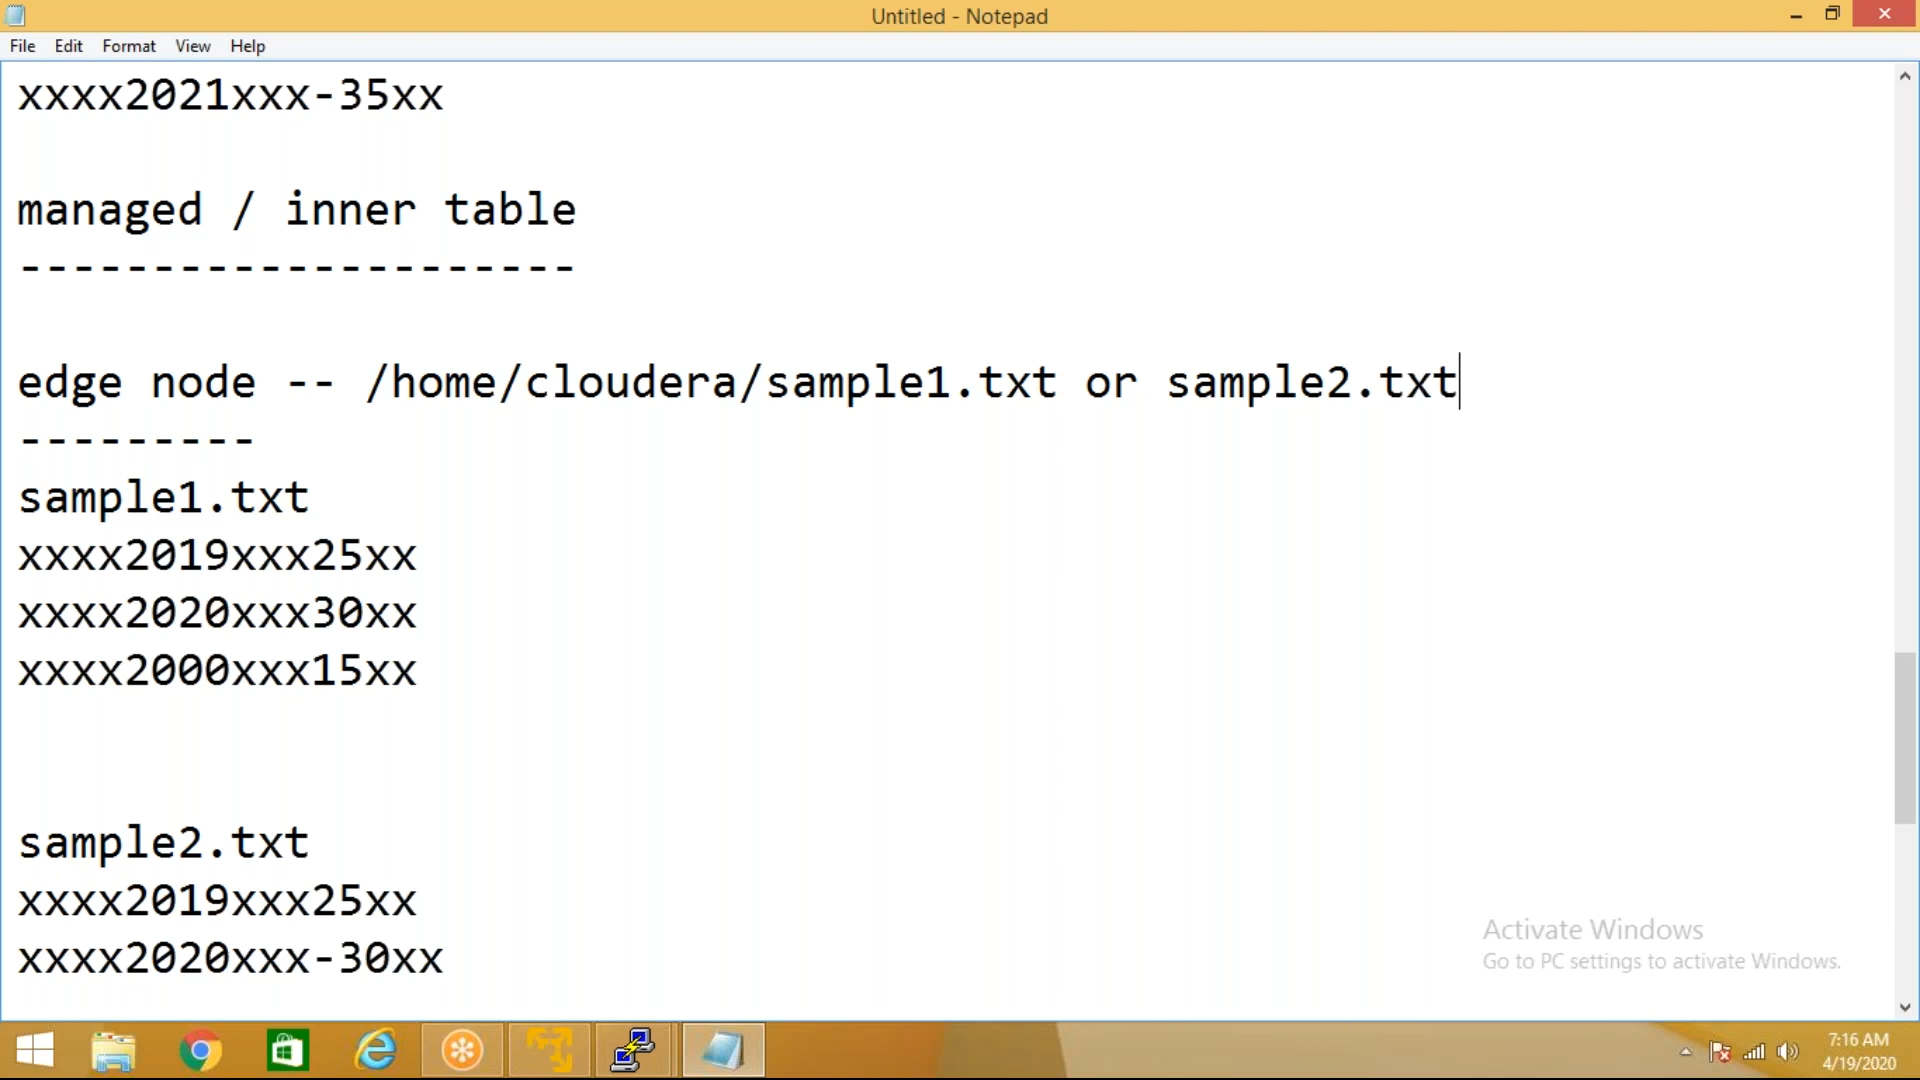 Untitled - Notepad
File Edit Format View Help
xxxx2021xxx-35xx
managed / inner table
---------------------
edge node -- /home/cloudera/sample1.txt or sample2.txt
---------
sample1.txt
xxxx2019xxx25xx
xxxx2020xxx30xx
xxxx2000xxx15xx
sample2.txt
xxxx2019xxx25xx
xxxx2020xxx-30xx
Activate Windows
Go to PC settings to activate Windows.
7:16 AM
4/19/2020